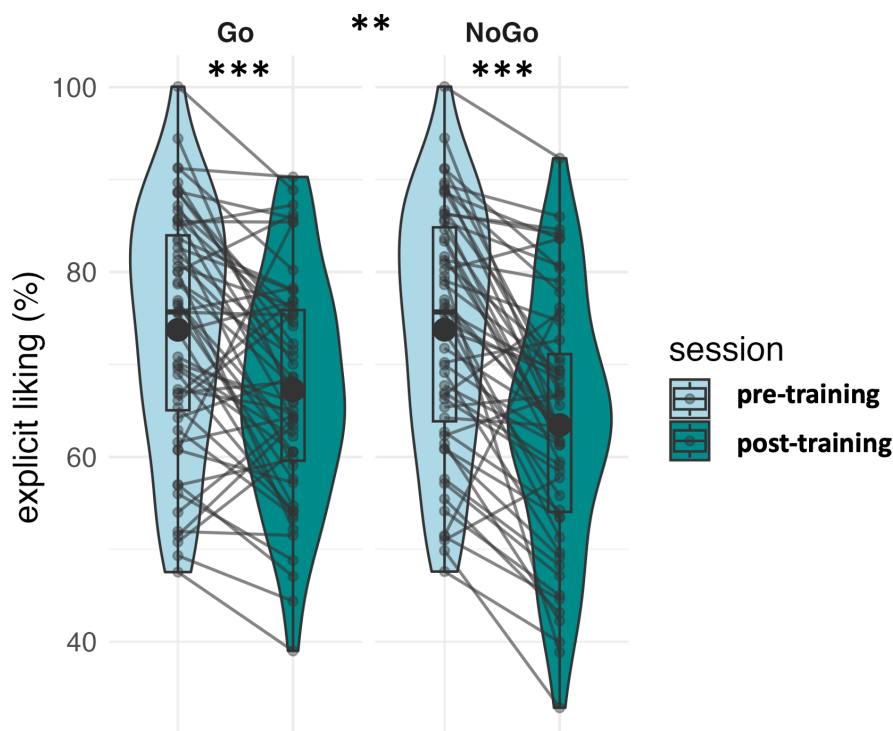 Go ** NoGo
*** ***
100
80
60
40
explicit liking (%)
session
pre-training
post-training